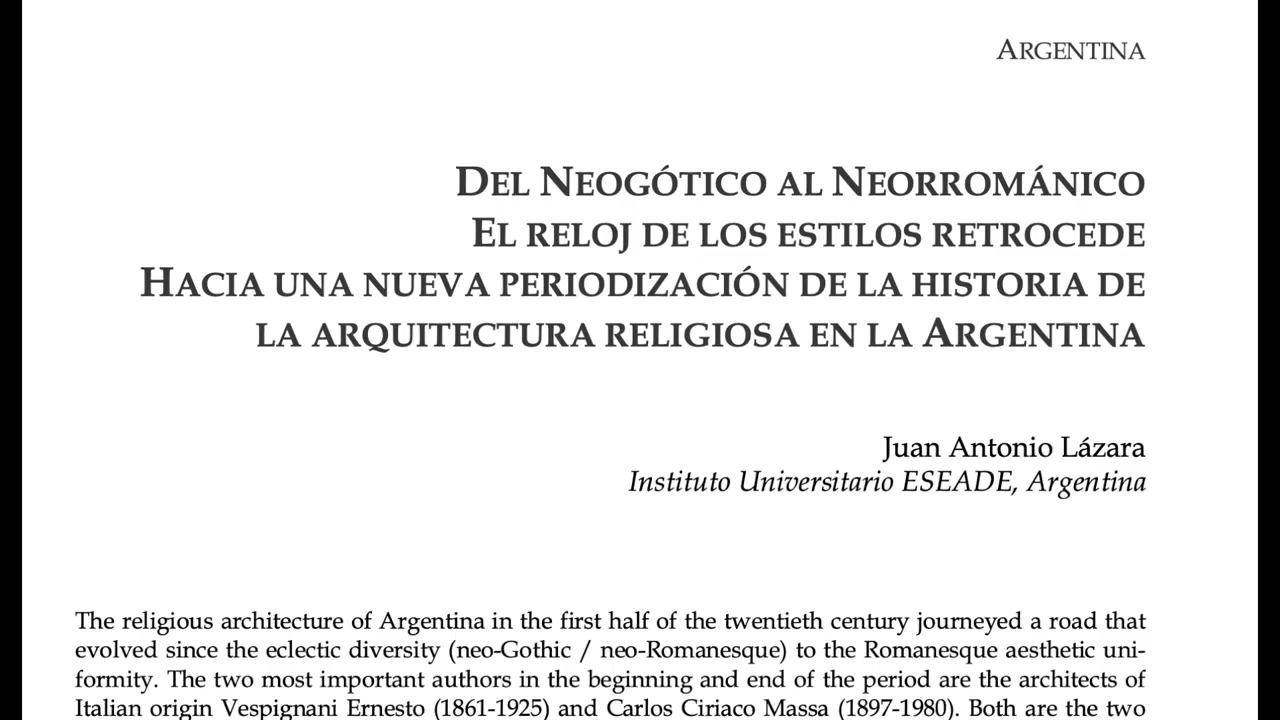 ARGENTINA
DEL NEOGÓTICO AL NEORROMÁNICO
EL RELOJ DE LOS ESTILOS RETROCEDE
HACIA UNA NUEVA PERIODIZACIÓN DE LA HISTORIA DE
LA ARQUITECTURA RELIGIOSA EN LA ARGENTINA
Juan Antonio Lázara
Instituto Universitario ESEADE, Argentina
The religious architecture of Argentina in the first half of the twentieth century journeyed a road that
evolved since the eclectic diversity (neo-Gothic / neo-Romanesque) to the Romanesque aesthetic uni-
formity. The two most important authors in the beginning and end of the period are the architects of
Italian origin Vespignani Ernesto (1861-1925) and Carlos Ciriaco Massa (1897-1980). Both are the two